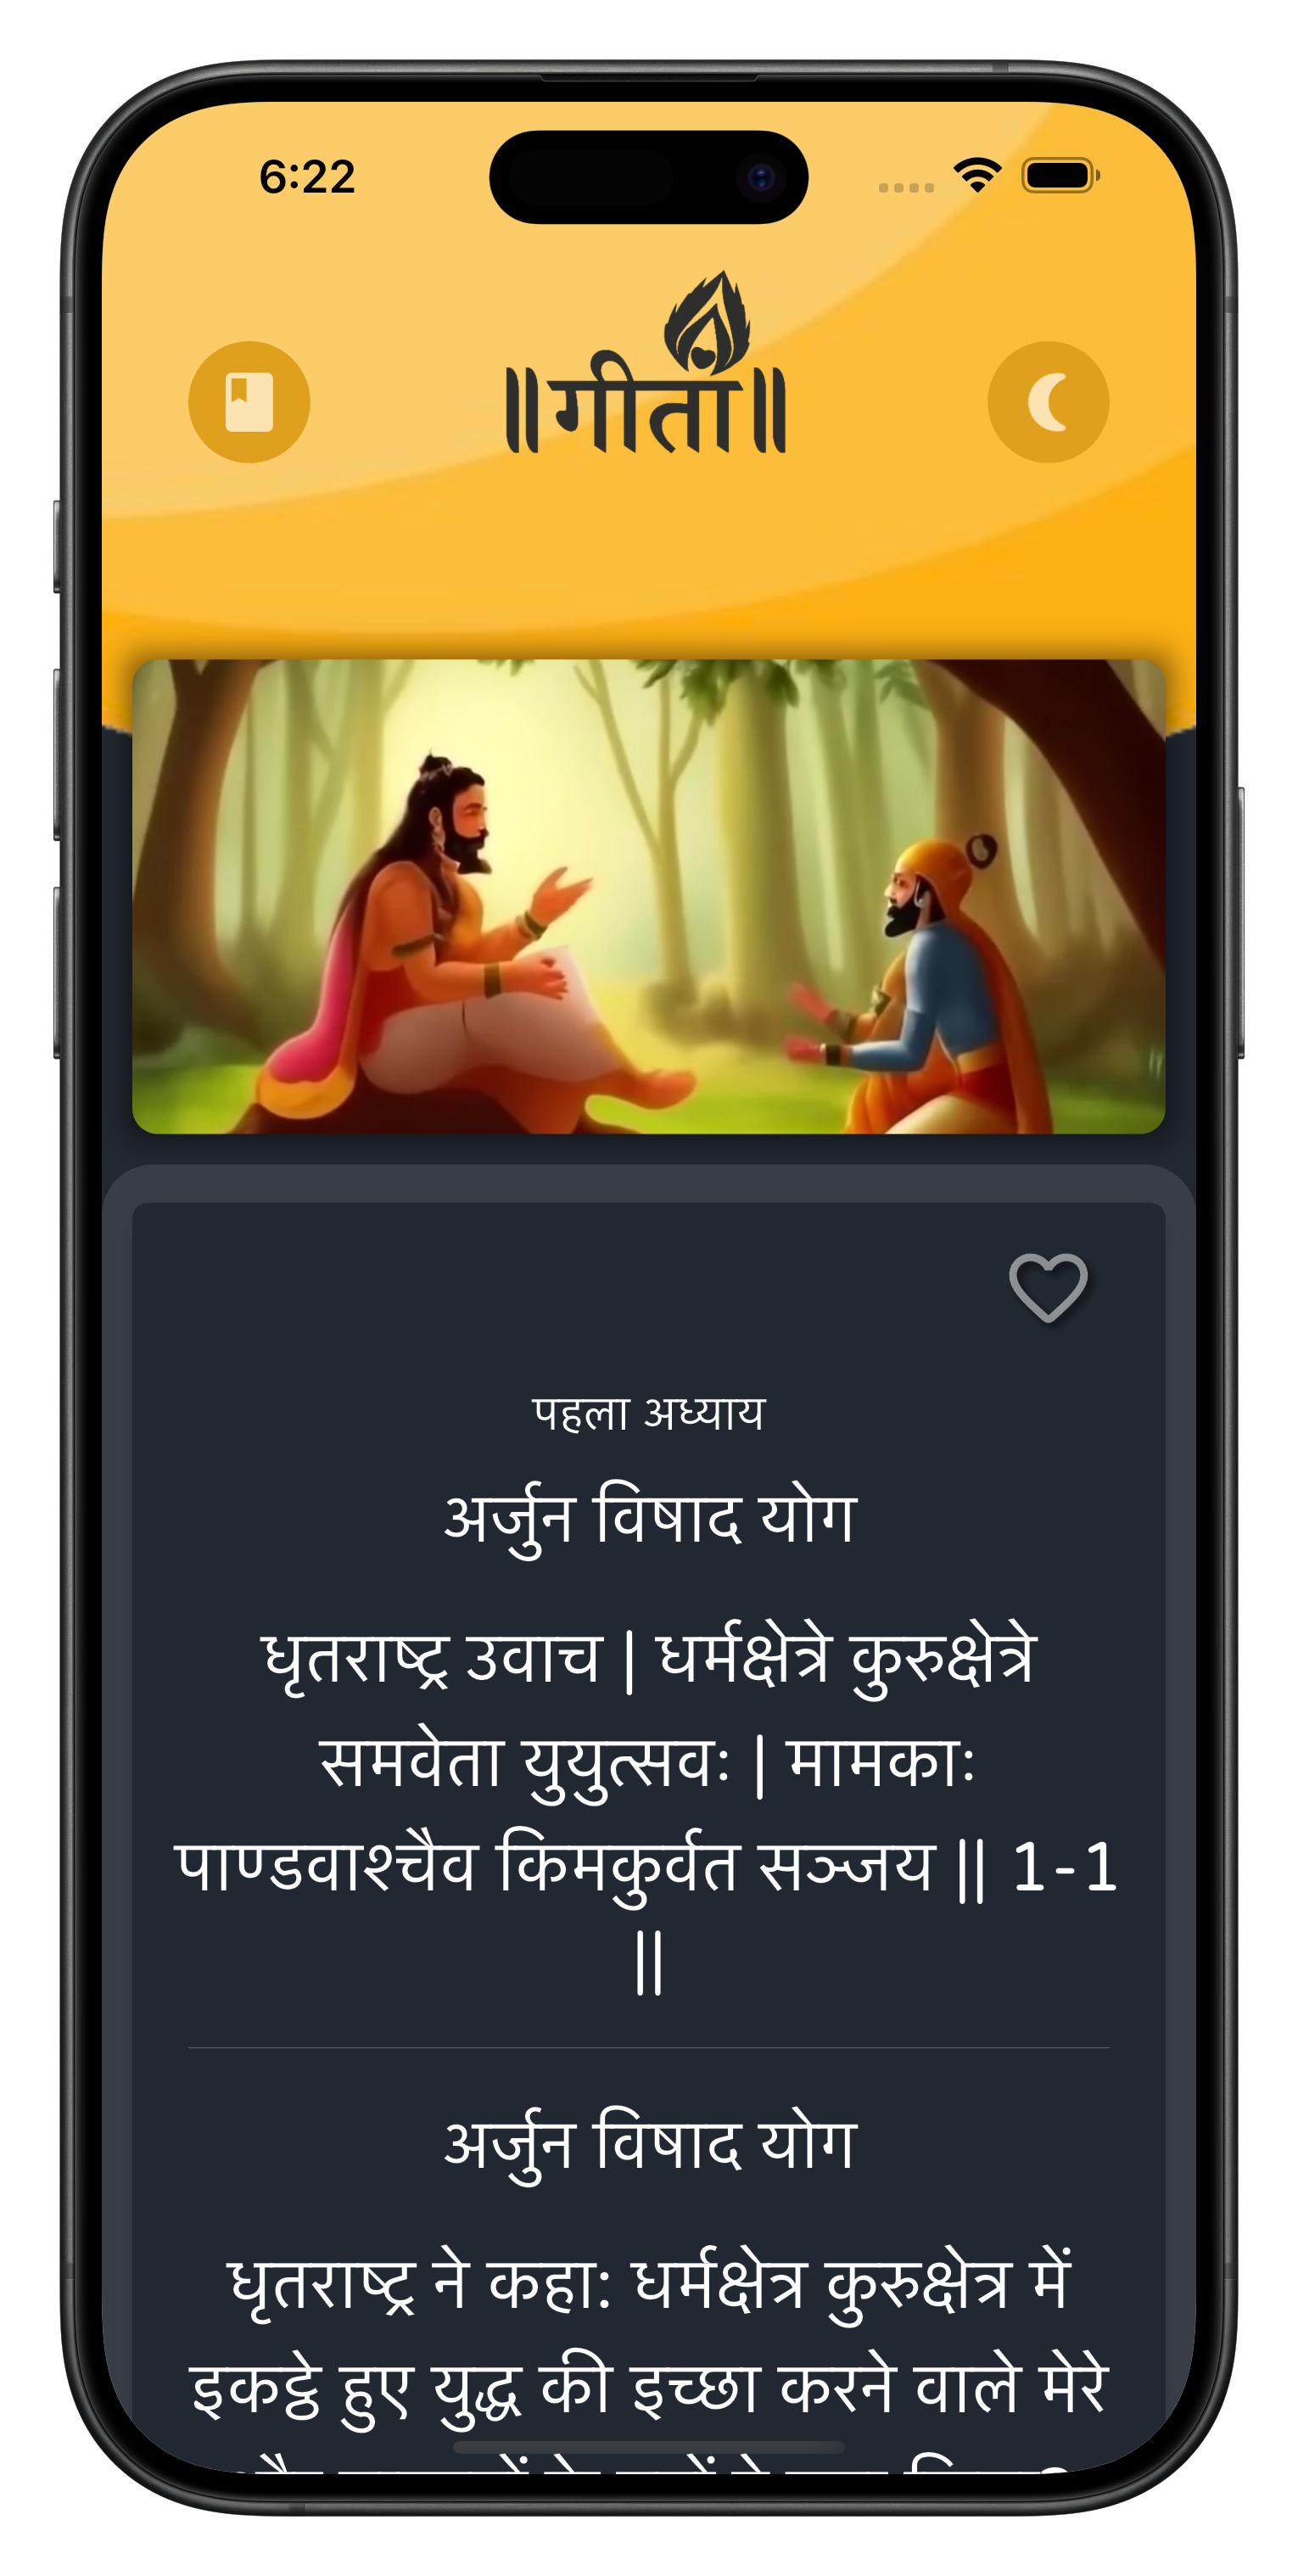 6:22
॥गीता॥
पहला अध्याय
अर्जुन विषाद योग
धृतराष्ट्र उवाच | धर्मक्षेत्रे कुरुक्षेत्रे
समवेता युयुत्सवः | मामकाः
पाण्डवाश्चैव किमकुर्वत सञ्जय || 1-1
||
अर्जुन विषाद योग
धृतराष्ट्र ने कहा: धर्मक्षेत्र कुरुक्षेत्र में
इकट्ठे हुए युद्ध की इच्छा करने वाले मेरे